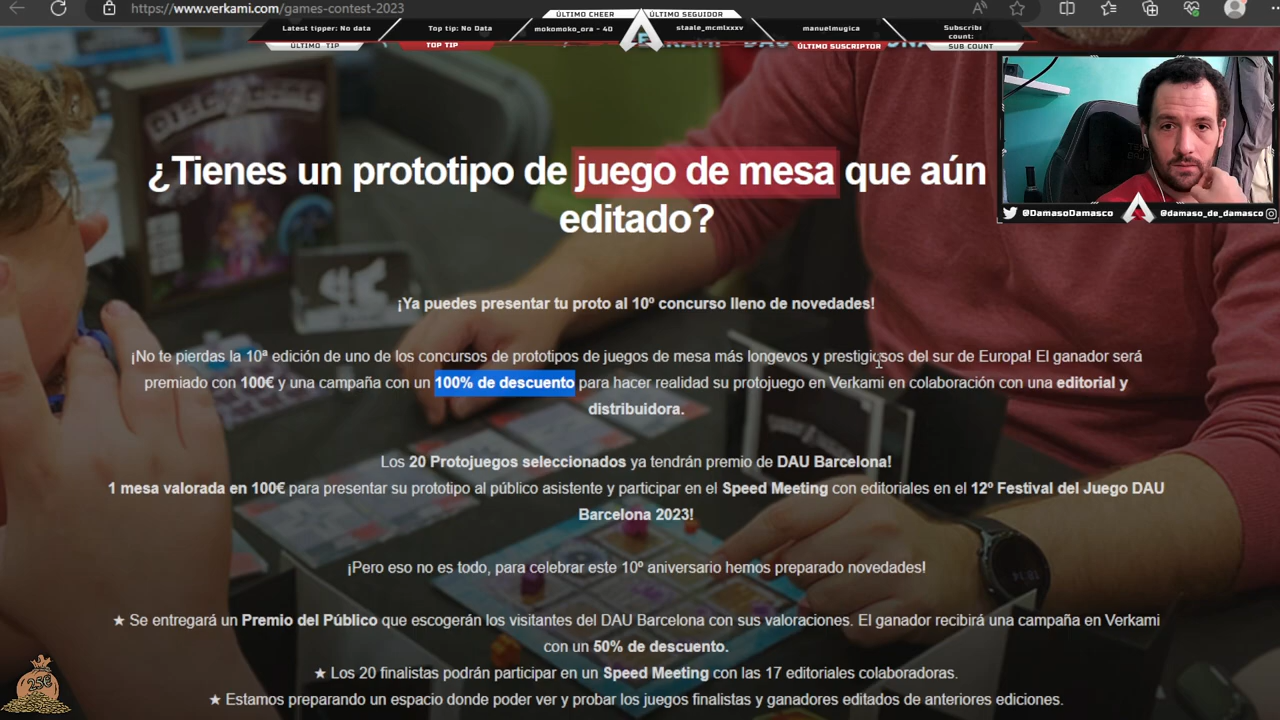 https://www.verkami.com/games-contest-2023
ÚLTIMO CHEER
ÚLTIMO SEGUIDOR
Latest tipper: No data
Top tip: No Data
mokomoko_ora - 40
staale_mcmlxxxv
manuelmugica
Subscribi
count:
ÚLTIMO TIP
TOP TIP
ÚLTIMO SUSCRIPTOR
SUB COUNT
¿Tienes un prototipo de juego de mesa que aún
editado?
@DamasoDamasco
@damaso_de_damasco
¡Ya puedes presentar tu proto al 10º concurso lleno de novedades!
¡No te pierdas la 10ª edición de uno de los concursos de prototipos de juegos de mesa más longevos y prestigiosos del sur de Europa! El ganador será
premiado con 100€ y una campaña con un 100% de descuento para hacer realidad su protojuego en Verkami en colaboración con una editorial y
distribuidora.
Los 20 Protojuegos seleccionados ya tendrán premio de DAU Barcelona!
1 mesa valorada en 100€ para presentar su prototipo al público asistente y participar en el Speed Meeting con editoriales en el 12º Festival del Juego DAU
Barcelona 2023!
¡Pero eso no es todo, para celebrar este 10º aniversario hemos preparado novedades!
★ Se entregará un Premio del Público que escogerán los visitantes del DAU Barcelona con sus valoraciones. El ganador recibirá una campaña en Verkami
con un 50% de descuento.
★ Los 20 finalistas podrán participar en un Speed Meeting con las 17 editoriales colaboradoras.
★ Estamos preparando un espacio donde poder ver y probar los juegos finalistas y ganadores editados de anteriores ediciones.
25€
18:14